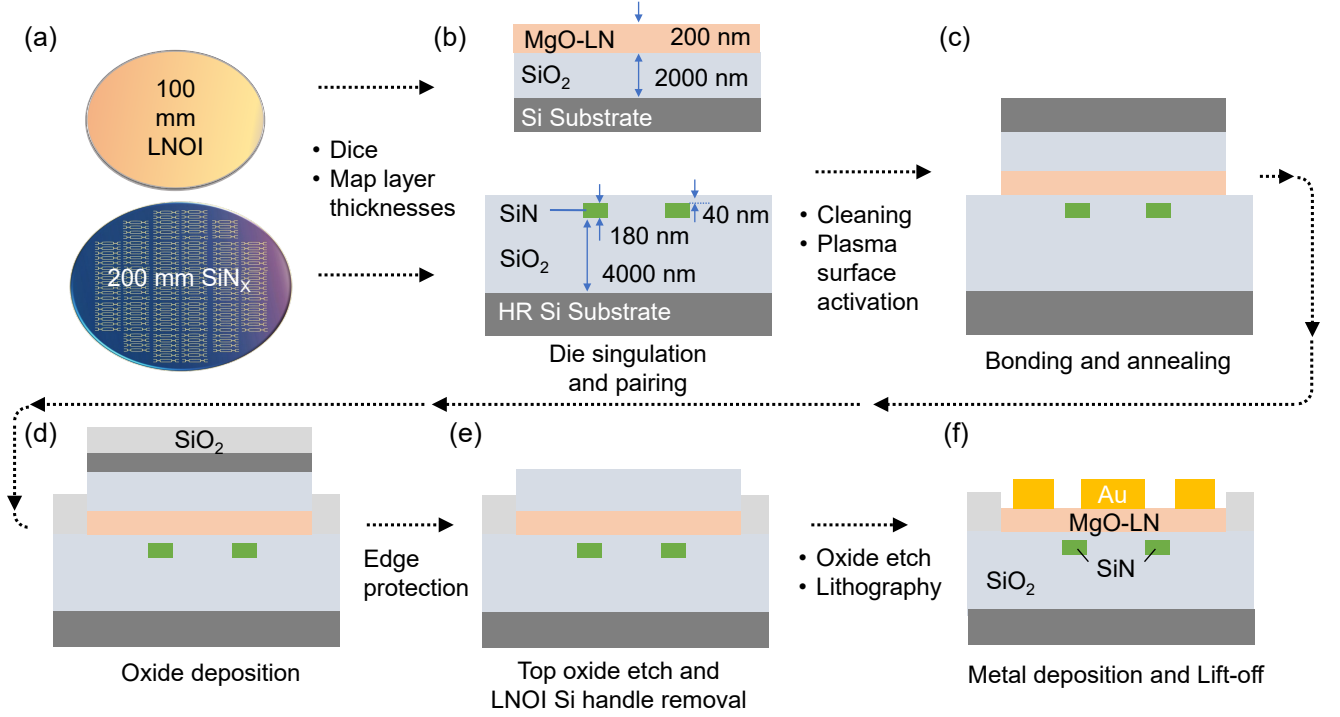 (a)
100
mm
LNOI
200 mm SiNₓ
• Dice
• Map layer
thicknesses
(b)
MgO-LN 200 nm
SiO₂ 2000 nm
Si Substrate
SiN 40 nm
180 nm
SiO₂
4000 nm
HR Si Substrate
Die singulation
and pairing
• Cleaning
• Plasma
surface
activation
(c)
Bonding and annealing
(d)
SiO₂
Oxide deposition
Edge
protection
(e)
Top oxide etch and
LNOI Si handle removal
• Oxide etch
• Lithography
(f)
Au
MgO-LN
SiN
SiO₂
Metal deposition and Lift-off